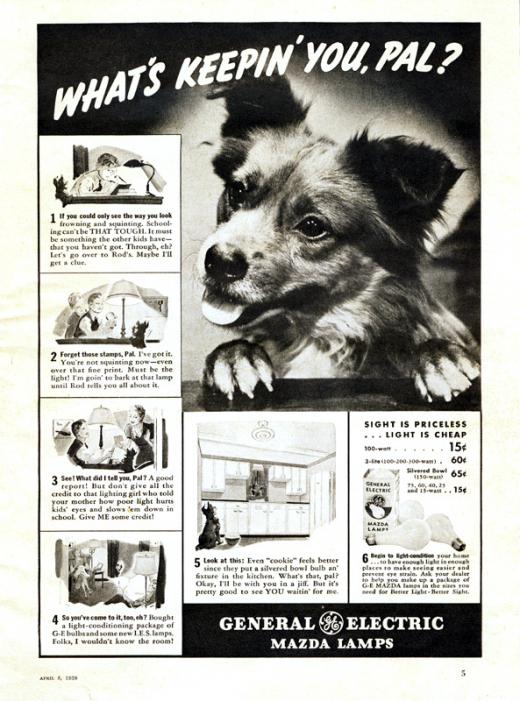 WHAT'S KEEPIN' YOU, PAL?
1 If you could only see the way you look
frowning and squinting. School-
ing can't be THAT TOUGH. It must
be something the other kids have—
that you haven't got. Through, eh?
Let's go over to Rod's. Maybe I'll
get a clue.
2 Forget those stamps, Pal. I've got it.
You're not squinting now—even
over that fine print. Must be the
light! I'm goin' to bark at that lamp
until Rod tells you all about it.
3 See! What did I tell you, Pal? A good
report! But don't give all the
credit to that lighting girl who told
your mother how poor light hurts
kids' eyes and slows 'em down in
school. Give ME some credit!
4 So you've come to it, too, eh? Bought
a light-conditioning package of
G-E bulbs and some new I.E.S. lamps.
Folks, I wouldn't know the room!
5 Look at this: Even "cookie" feels better
since they put a silvered bowl bulb an'
fixture in the kitchen. What's that, pal?
Okay, I'll be with you in a jiff. But it's
pretty good to see YOU waitin' for me.
SIGHT IS PRICELESS
... LIGHT IS CHEAP
100-watt . . . . . . . 15¢
3-lite (100-200-300-watt) . 60¢
Silvered Bowl
(150-watt) 65¢
75, 60, 40, 25
and 15-watt . . 15¢
GENERAL
ELECTRIC
MAZDA
LAMPS
6 Begin to light-condition your home
... to have enough light in enough
places to make seeing easier and
prevent eye strain. Ask your dealer
to help you make up a package of
G-E MAZDA lamps in the sizes you
need for Better Light-Better Sight.
GENERAL GE ELECTRIC
MAZDA LAMPS
5